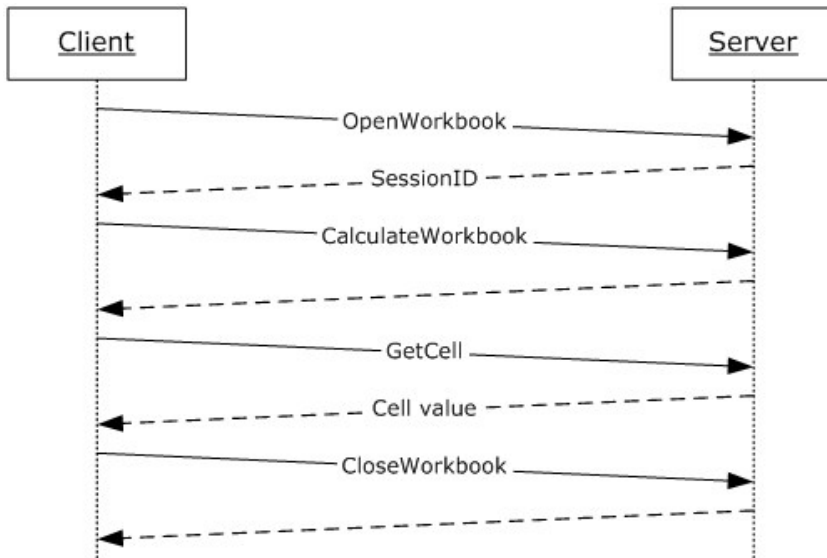 Client
Server
OpenWorkbook
SessionID
CalculateWorkbook
GetCell
Cell value
CloseWorkbook